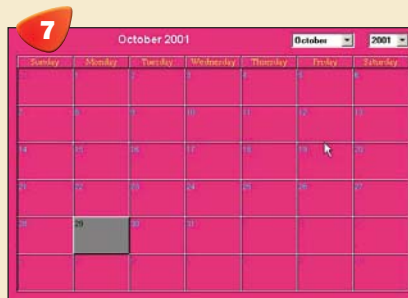 7
October 2001 October 2001
Sunday Monday Tuesday Wednesday Thursday Friday Saturday
1 2 3 4 5 6
7 8 9 10 11 12 13
14 15 16 17 18 19 20
21 22 23 24 25 26 27
28 29 30 31